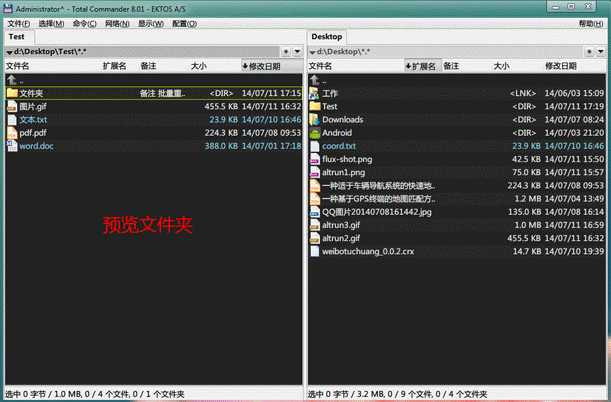 Administrator^ - Total Commander 8.01 - EKTOS A/S
文件(F) 选择(M) 命令(C) 网络(N) 显示(W) 配置(O) 帮助(H)
Test
d:\Desktop\Test\*.*
文件名 扩展名 备注 大小 修改日期
..
文件夹 备注 批量重.. <DIR> 14/07/11 17:15
图片.gif 455.5 KB 14/07/11 16:32
文本.txt 23.9 KB 14/07/10 16:46
pdf.pdf 224.3 KB 14/07/08 09:53
word.doc 388.0 KB 14/07/01 17:18
预览文件夹
选中 0 字节 / 1.0 MB, 0 / 4 个文件, 0 / 1 个文件夹
Desktop
d:\Desktop\*.*
文件名 扩展名 备注 大小 修改日期
..
工作 <LNK> 14/06/03 15:09
Test <DIR> 14/07/11 17:19
Downloads <DIR> 14/07/07 08:24
Android <DIR> 14/07/03 21:20
coord.txt 23.9 KB 14/07/10 16:46
flux-shot.png 42.5 KB 14/07/11 15:50
altrun1.png 75.0 KB 14/07/11 15:57
一种适于车辆导航系统的快速地.. 224.3 KB 14/07/08 09:53
一种基于GPS终端的地图匹配方.. 1.2 MB 14/07/04 13:49
QQ图片20140708161442.jpg 135.0 KB 14/07/08 16:14
altrun3.gif 1.0 MB 14/07/11 16:59
altrun2.gif 455.5 KB 14/07/11 16:32
weibotuchuang_0.0.2.crx 14.7 KB 14/07/10 19:39
选中 0 字节 / 3.2 MB, 0 / 9 个文件, 0 / 4 个文件夹